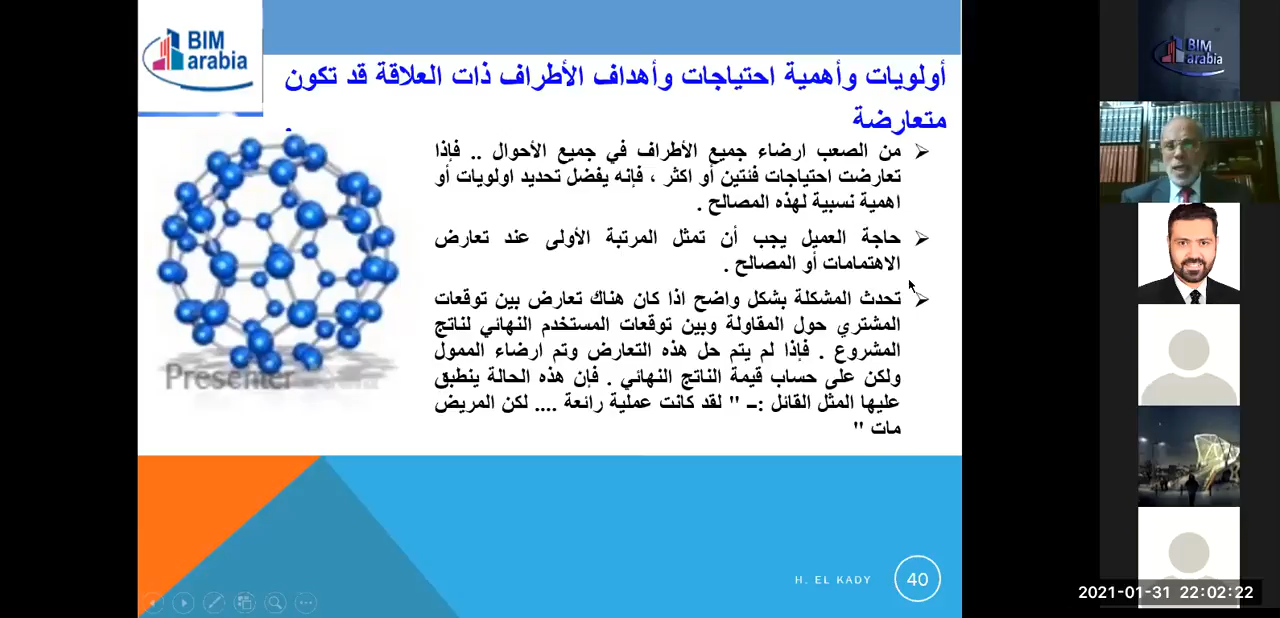 BIM
arabia
أولويات وأهمية احتياجات وأهداف الأطراف ذات العلاقة قد تكون
متعارضة
من الصعب ارضاء جميع الأطراف في جميع الأحوال .. فإذا
تعارضت احتياجات فئتين أو اكثر ، فإنه يفضل تحديد اولويات أو
اهمية نسبية لهذه المصالح .
حاجة العميل يجب أن تمثل المرتبة الأولى عند تعارض
الاهتمامات أو المصالح .
تحدث المشكلة بشكل واضح اذا كان هناك تعارض بين توقعات
المشتري حول المقاولة وبين توقعات المستخدم النهائي لناتج
المشروع . فإذا لم يتم حل هذه التعارض وتم ارضاء الممول
ولكن على حساب قيمة الناتج النهائي . فإن هذه الحالة ينطبق
عليها المثل القائل :– " لقد كانت عملية رائعة .... لكن المريض
مات "
Presenter
H. EL KADY
40
BIM
arabia
2021-01-31 22:02:22